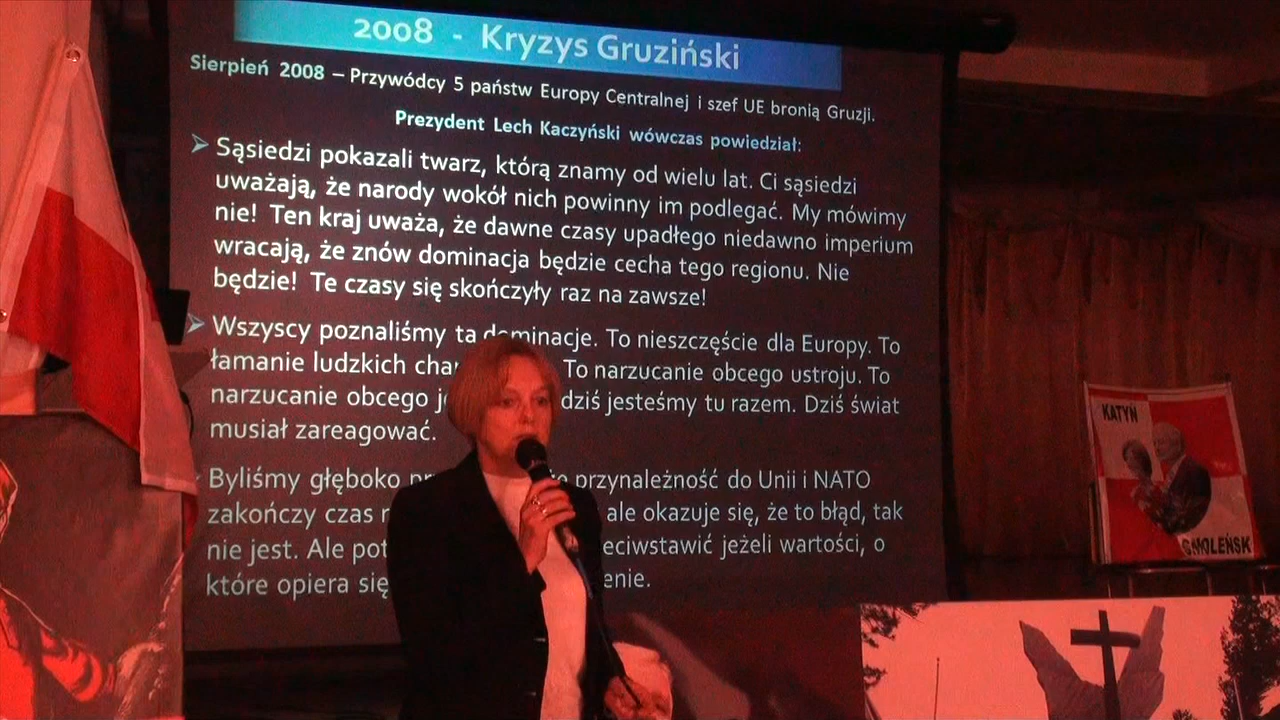 2008 - Kryzys Gruziński
Sierpień 2008 – Przywódcy 5 państw Europy Centralnej i szef UE bronią Gruzji.
Prezydent Lech Kaczyński wówczas powiedział:
Sąsiedzi pokazali twarz, którą znamy od wielu lat. Ci sąsiedzi
uważają, że narody wokół nich powinny im podlegać. My mówimy
nie! Ten kraj uważa, że dawne czasy upadłego niedawno imperium
wracają, że znów dominacja będzie cecha tego regionu. Nie
będzie! Te czasy się skończyły raz na zawsze!
Wszyscy poznaliśmy ta dominacje. To nieszczęście dla Europy. To
łamanie ludzkich To narzucanie obcego ustroju. To
narzucanie obcego dziś jesteśmy tu razem. Dziś świat
musiał zareagować.
Byliśmy głęboko przynależność do Unii i NATO
zakończy czas ale okazuje się, że to błąd, tak
nie jest. Ale jeżeli wartości, o
które opiera się
KATYŃ
SMOLEŃSK